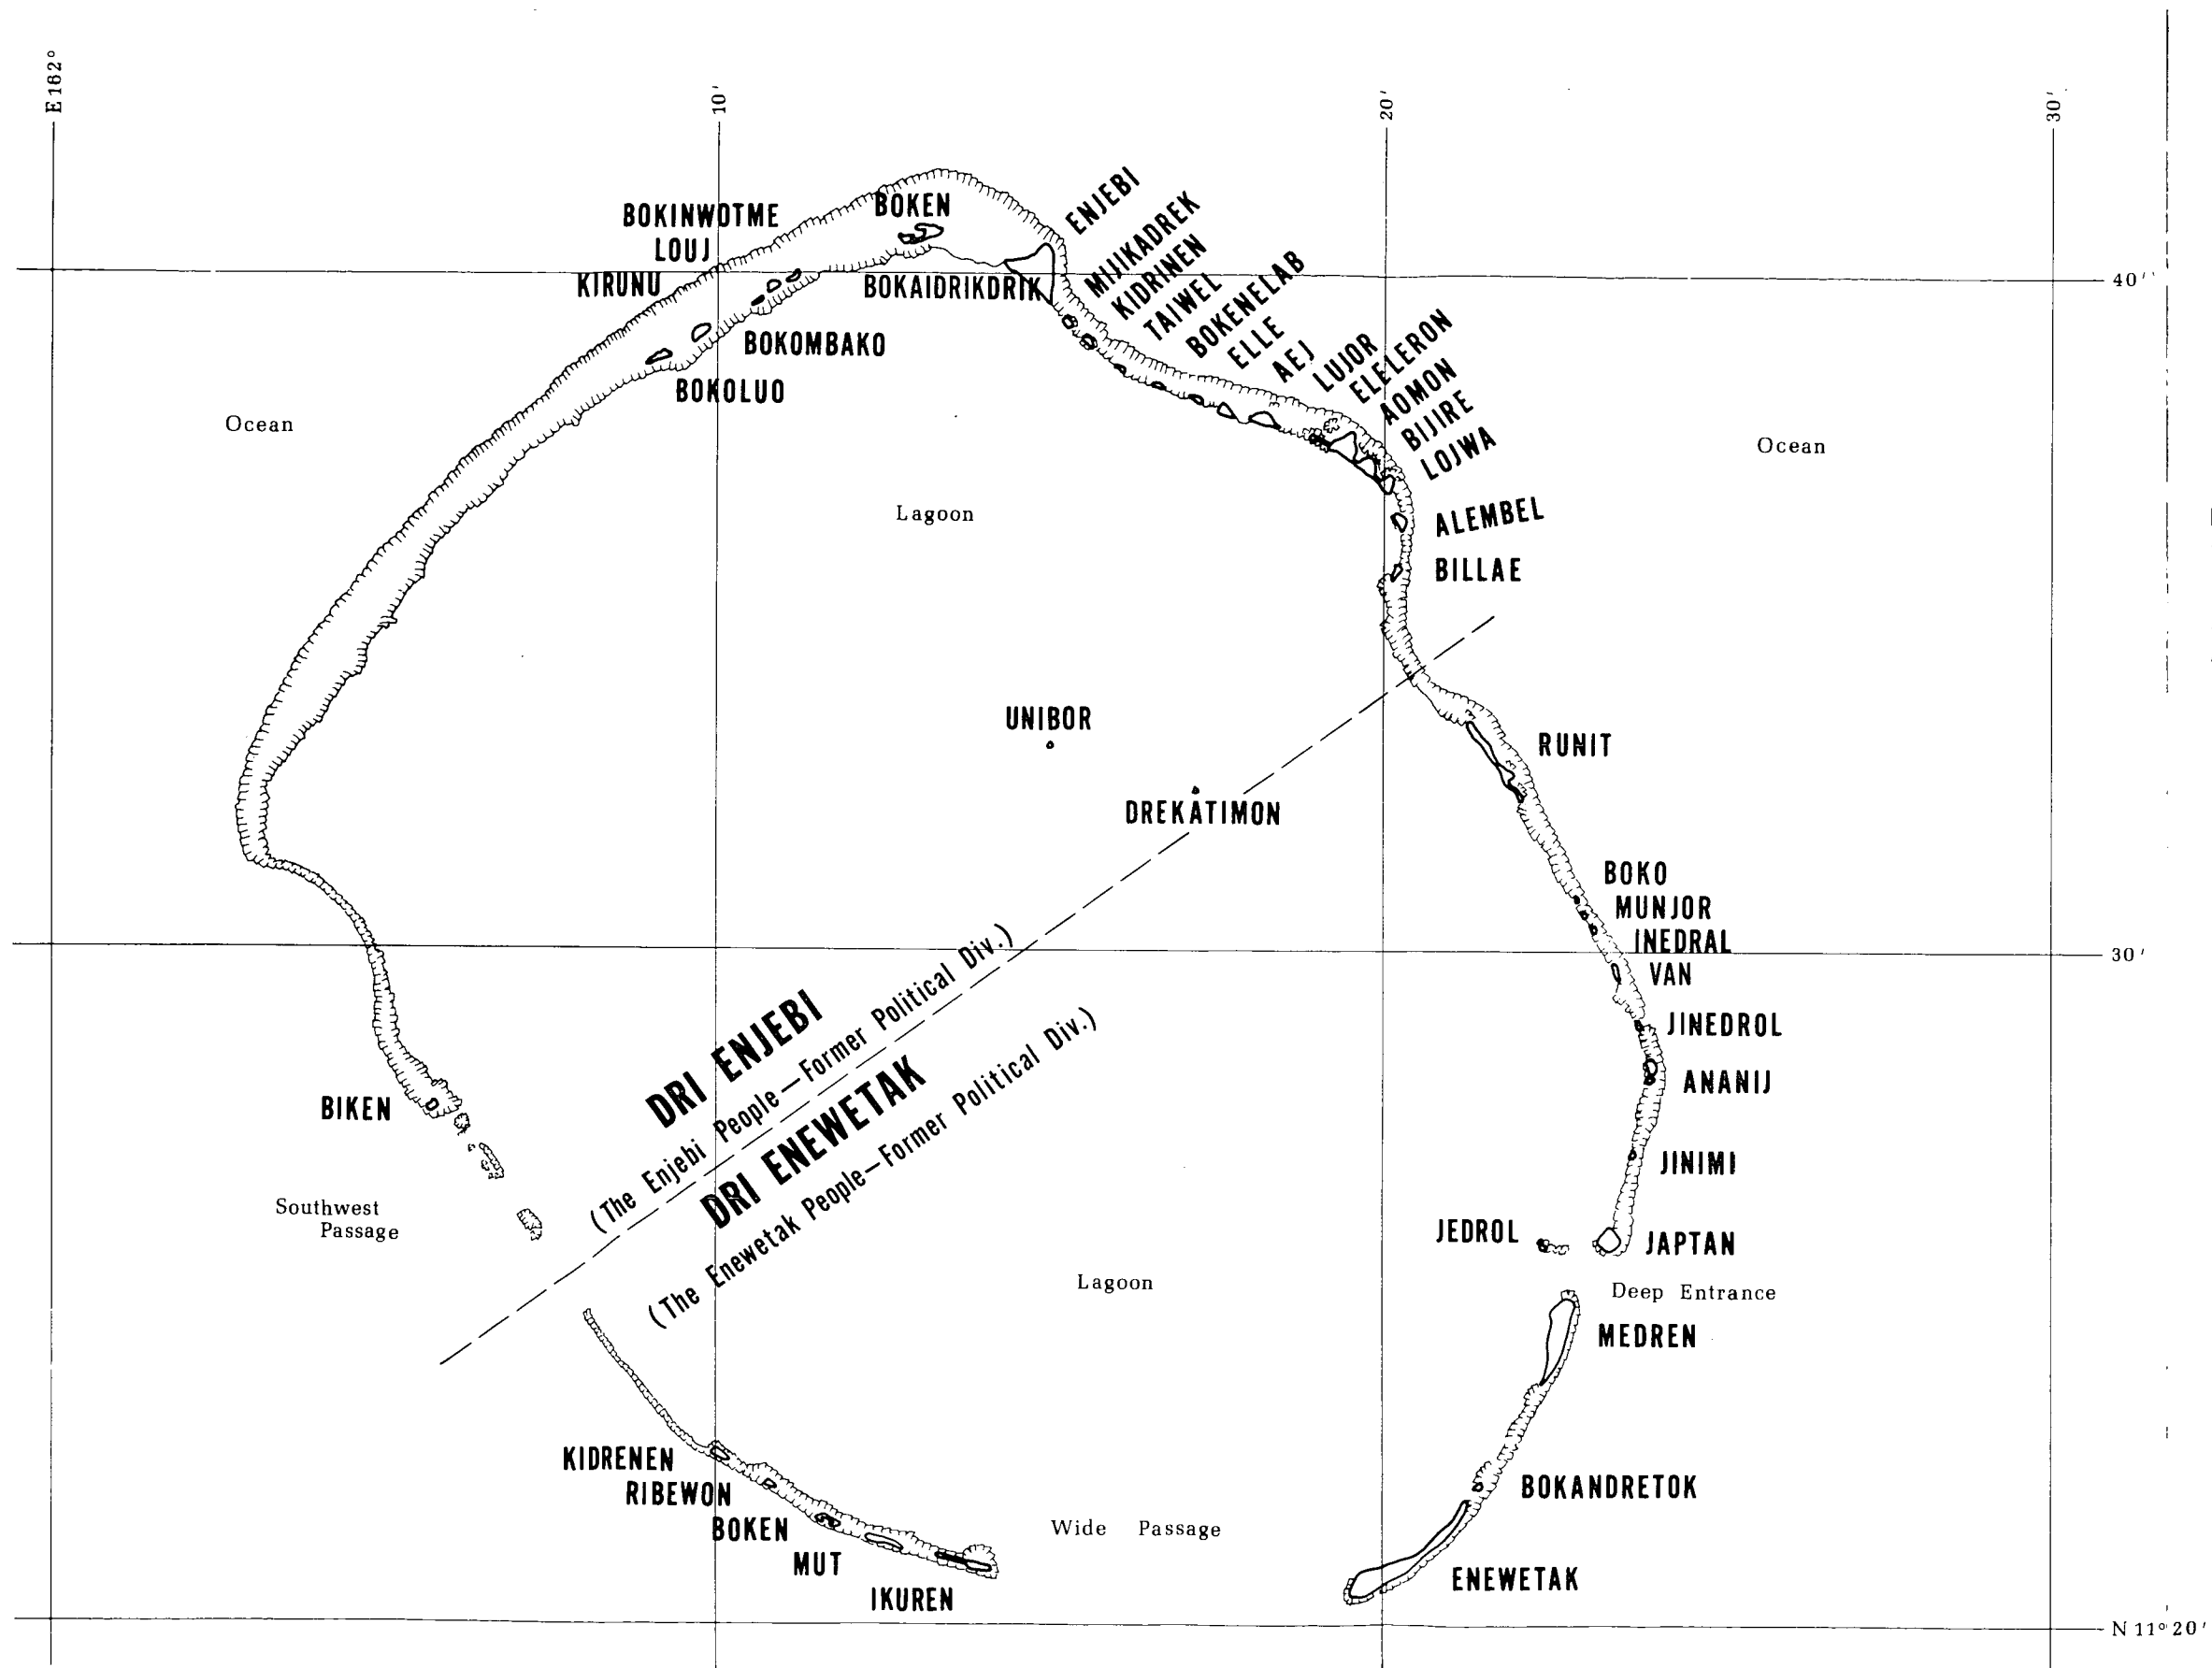 E 162°
10'
20'
30'
ENJEBI
MIJIKADREK
KIDRINEN
TAIWEL
BOKENELAB
ELLE
AEJ
LUJOR
ELELERON
AOMON
BIJIRE
LOJWA
BOKINWOTME
LOUJ
KIRUNU
BOKEN
BOKAIDRIKDRIK
40'
BOKOMBAKO
BOKOLUO
Ocean
Ocean
Lagoon
ALEMBEL
BILLAE
UNIBOR
RUNIT
DREKATIMON
BOKO
MUNJOR
INEDRAL
30'
VAN
JINEDROL
ANANIJ
DRI ENJEBI
(The Enjebi People—Former Political Div.)
DRI ENEWETAK
(The Enewetak People—Former Political Div.)
BIKEN
JINIMI
Southwest
Passage
JEDROL
JAPTAN
Lagoon
Deep Entrance
MEDREN
KIDRENEN
RIBEWON
BOKEN
MUT
IKUREN
Wide Passage
BOKANDRETOK
ENEWETAK
N 11° 20'